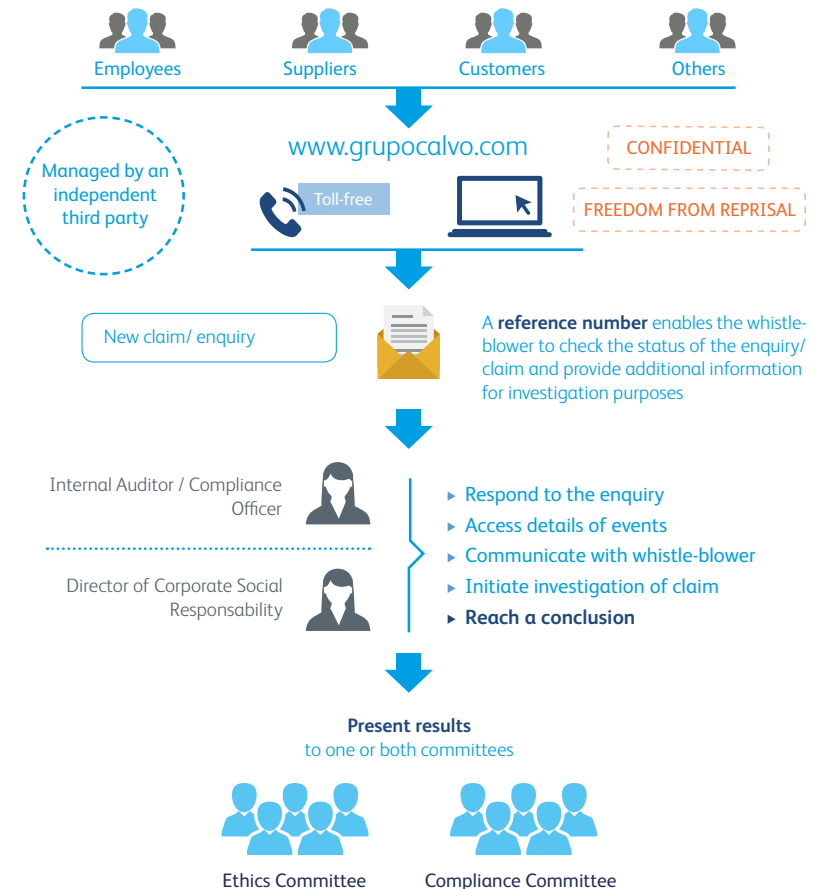 Employees
Suppliers
Customers
Others
Managed by an
independent
third party
www.grupocalvo.com
Toll-free
CONFIDENTIAL
FREEDOM FROM REPRISAL
New claim/ enquiry
A reference number enables the whistle-
blower to check the status of the enquiry/
claim and provide additional information
for investigation purposes
Internal Auditor / Compliance
Officer
Director of Corporate Social
Responsability
Respond to the enquiry
Access details of events
Communicate with whistle-blower
Initiate investigation of claim
Reach a conclusion
Present results
to one or both committees
Ethics Committee
Compliance Committee